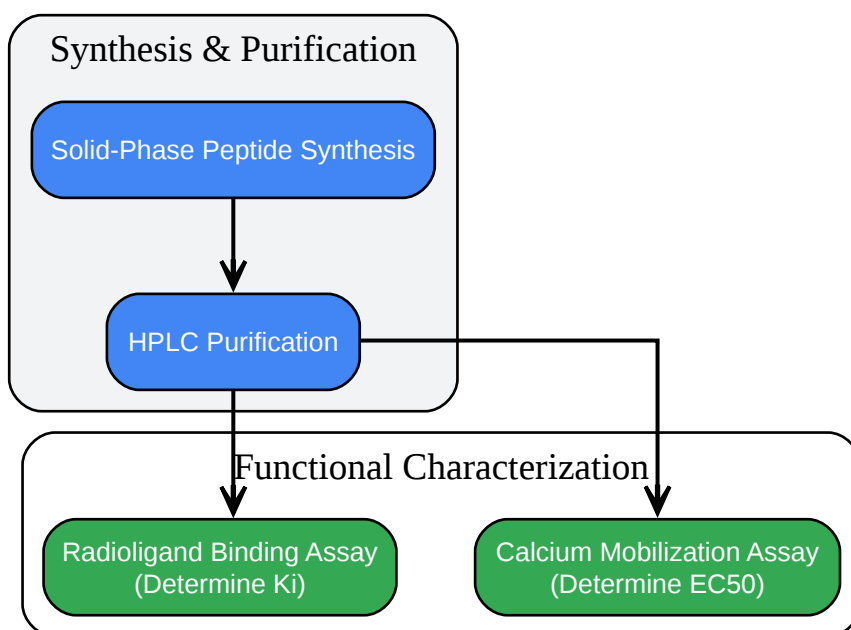 Synthesis & Purification
Solid-Phase Peptide Synthesis
HPLC Purification
Functional Characterization
Radioligand Binding Assay
(Determine Ki)
Calcium Mobilization Assay
(Determine EC50)